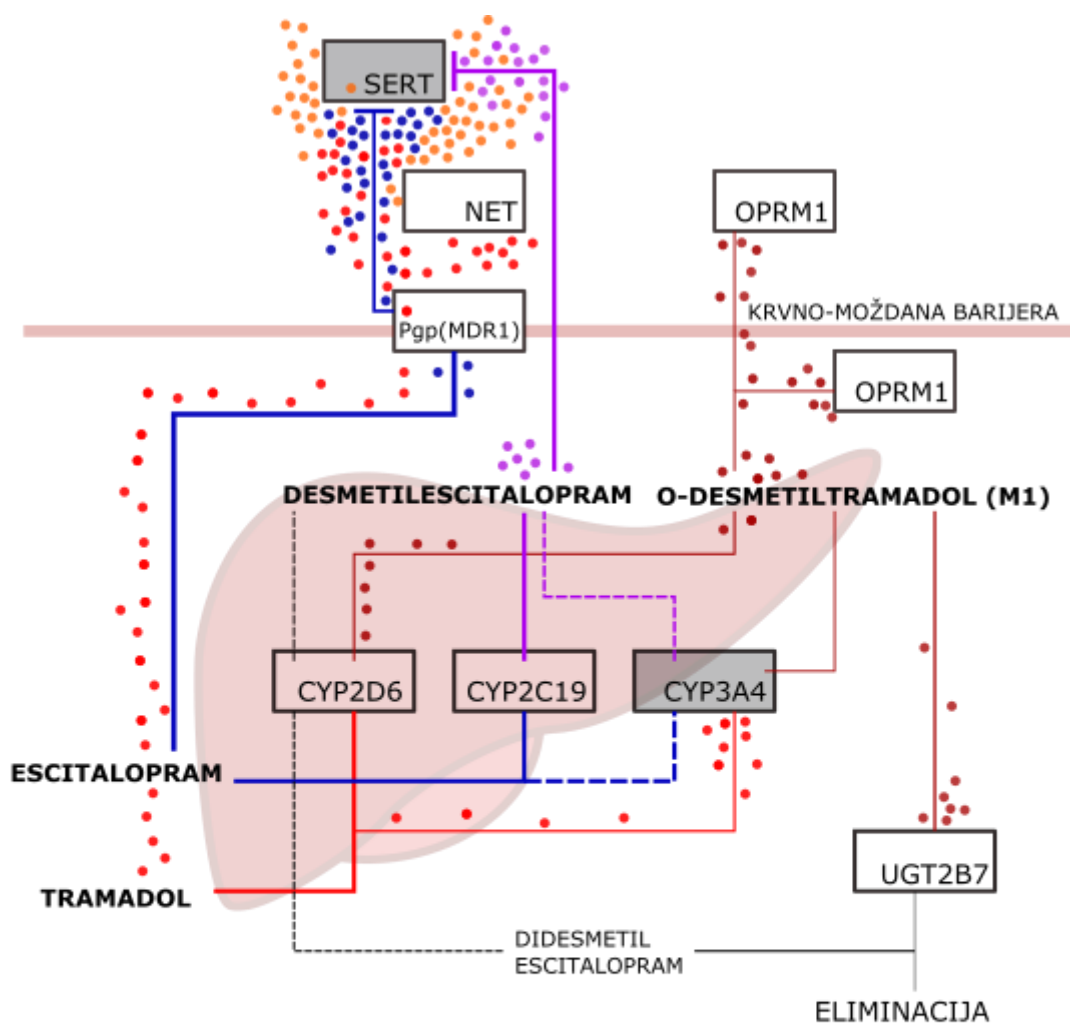 SERT
NET
OPRM1
KRVNO-MOŽDANA BARIJERA
Pgp(MDR1)
OPRM1
DESMETILESCITALOPRAM
O-DESMETILTRAMADOL (M1)
CYP2D6
CYP2C19
CYP3A4
ESCITALOPRAM
TRAMADOL
UGT2B7
DIDESMETIL
ESCITALOPRAM
ELIMINACIJA